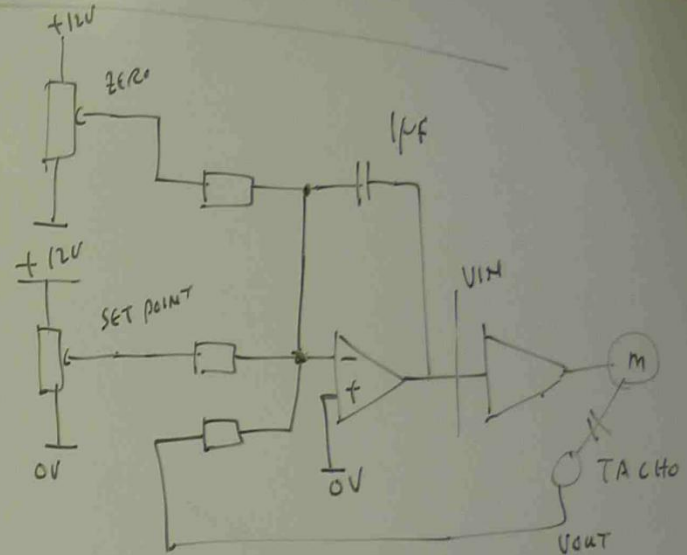 +12V
ZERO
1µF
+12V
VIN
SET POINT
-
+
M
0V
0V
TACHO
VOUT